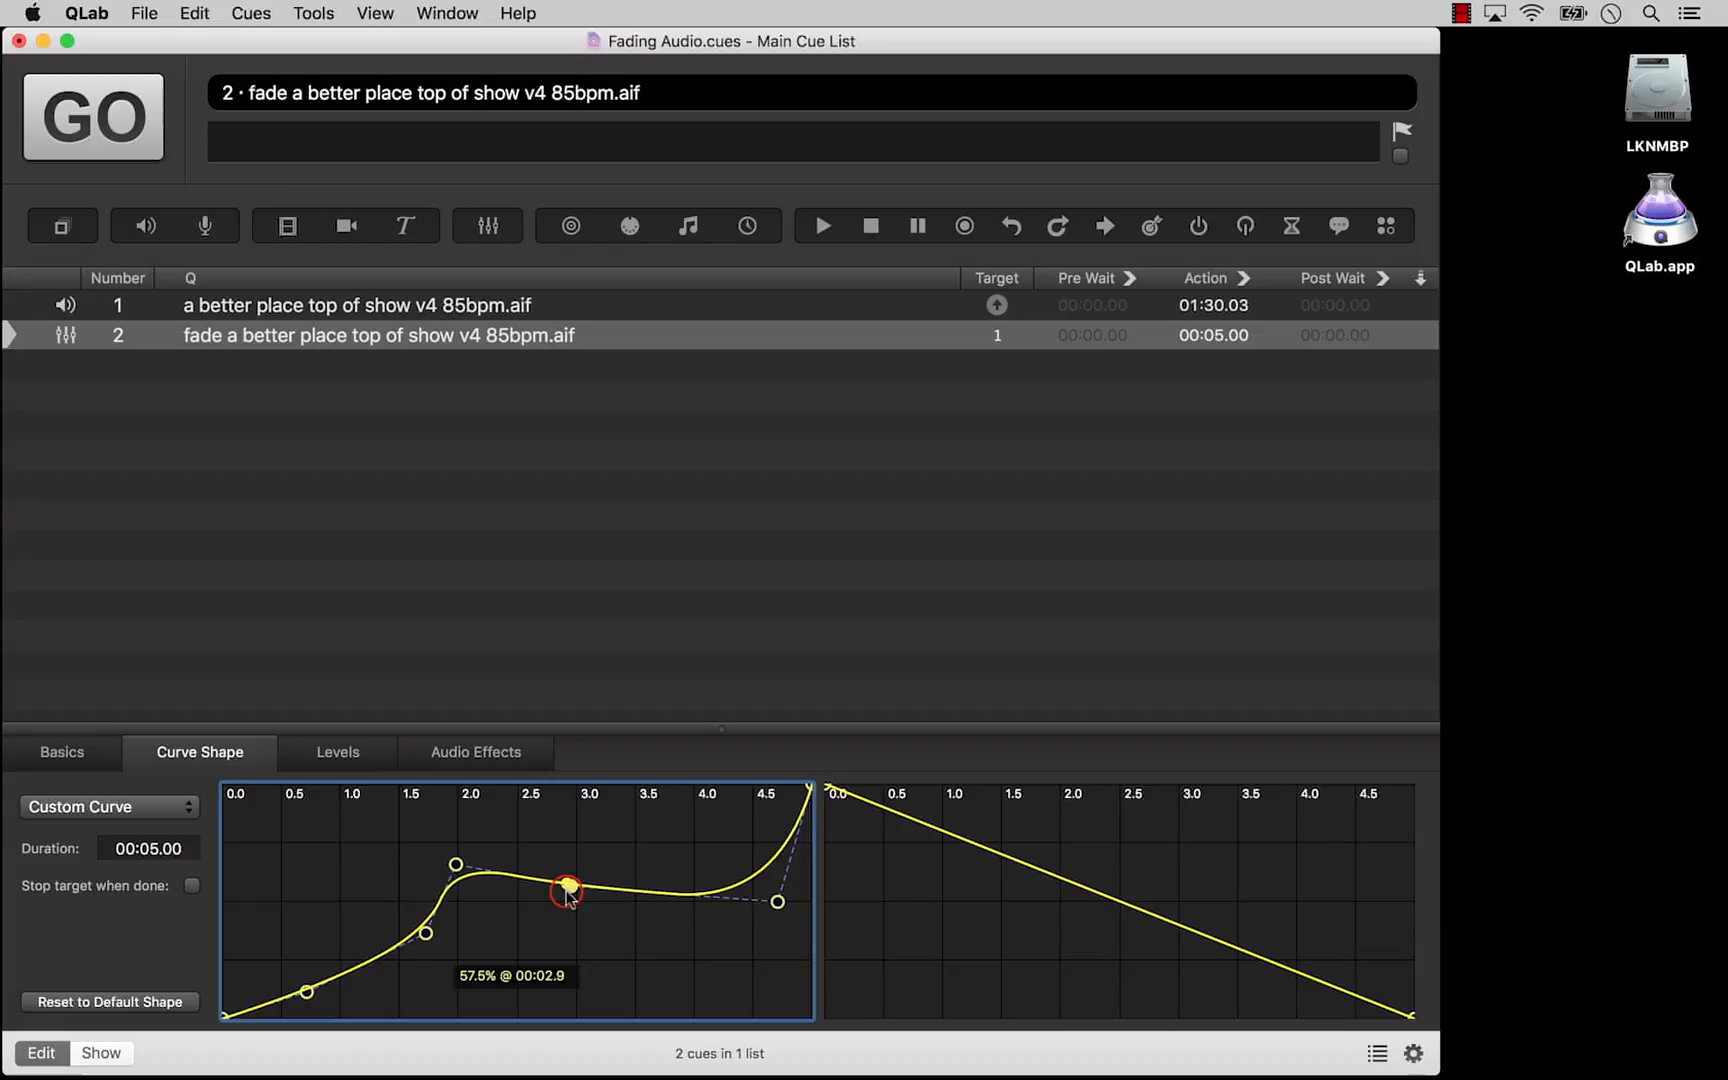 QLab File Edit Cues Tools View Window Help
Fading Audio.cues - Main Cue List
GO
2 · fade a better place top of show v4 85bpm.aif
LKNMBP
QLab.app
Number Q Target Pre Wait Action Post Wait
1 a better place top of show v4 85bpm.aif 00:00.00 01:30.03 00:00.00
2 fade a better place top of show v4 85bpm.aif 1 00:00.00 00:05.00 00:00.00
Basics Curve Shape Levels Audio Effects
0.0 0.5 1.0 1.5 2.0 2.5 3.0 3.5 4.0 4.5 0.0 0.5 1.0 1.5 2.0 2.5 3.0 3.5 4.0 4.5
Custom Curve
Duration: 00:05.00
Stop target when done:
57.5% @ 00:02.9
Reset to Default Shape
Edit Show 2 cues in 1 list